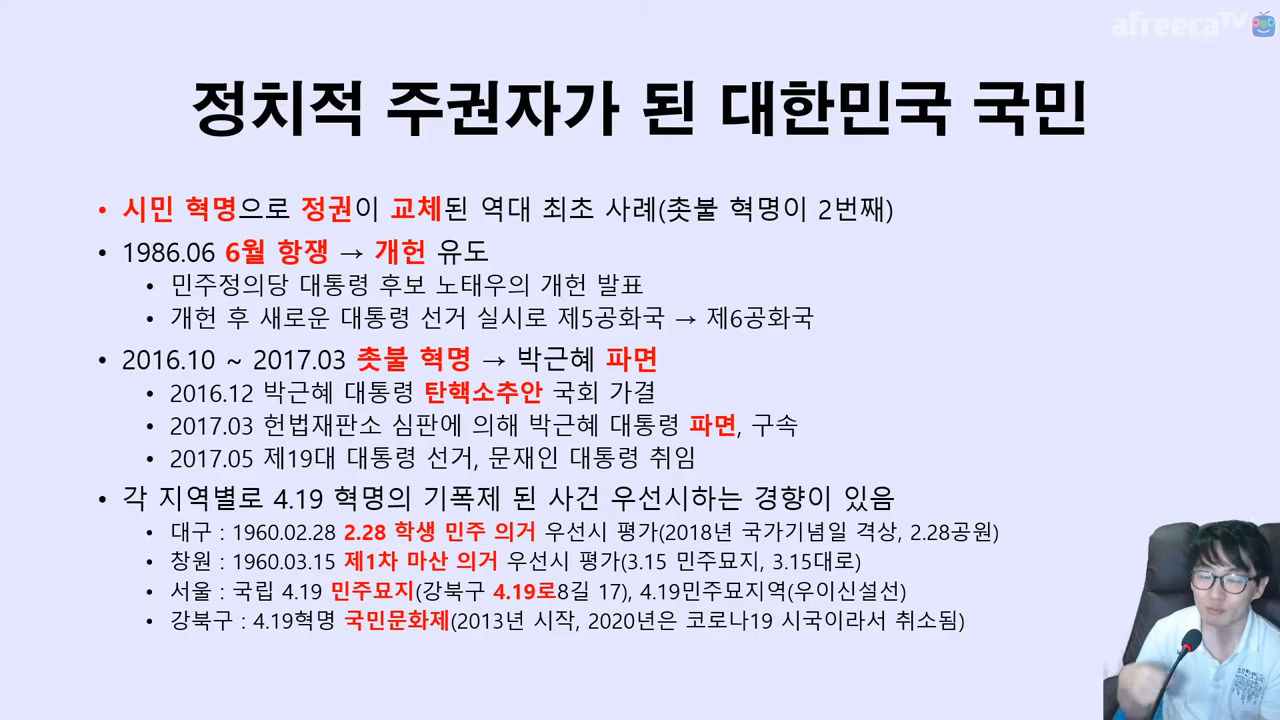 afreecaTV
정치적 주권자가 된 대한민국 국민
• 시민 혁명으로 정권이 교체된 역대 최초 사례(촛불 혁명이 2번째)
• 1986.06 6월 항쟁 → 개헌 유도
• 민주정의당 대통령 후보 노태우의 개헌 발표
• 개헌 후 새로운 대통령 선거 실시로 제5공화국 → 제6공화국
• 2016.10 ~ 2017.03 촛불 혁명 → 박근혜 파면
• 2016.12 박근혜 대통령 탄핵소추안 국회 가결
• 2017.03 헌법재판소 심판에 의해 박근혜 대통령 파면, 구속
• 2017.05 제19대 대통령 선거, 문재인 대통령 취임
• 각 지역별로 4.19 혁명의 기폭제 된 사건 우선시하는 경향이 있음
• 대구 : 1960.02.28 2.28 학생 민주 의거 우선시 평가(2018년 국가기념일 격상, 2.28공원)
• 창원 : 1960.03.15 제1차 마산 의거 우선시 평가(3.15 민주묘지, 3.15대로)
• 서울 : 국립 4.19 민주묘지(강북구 4.19로8길 17), 4.19민주묘지역(우이신설선)
• 강북구 : 4.19혁명 국민문화제(2013년 시작, 2020년은 코로나19 시국이라서 취소됨)